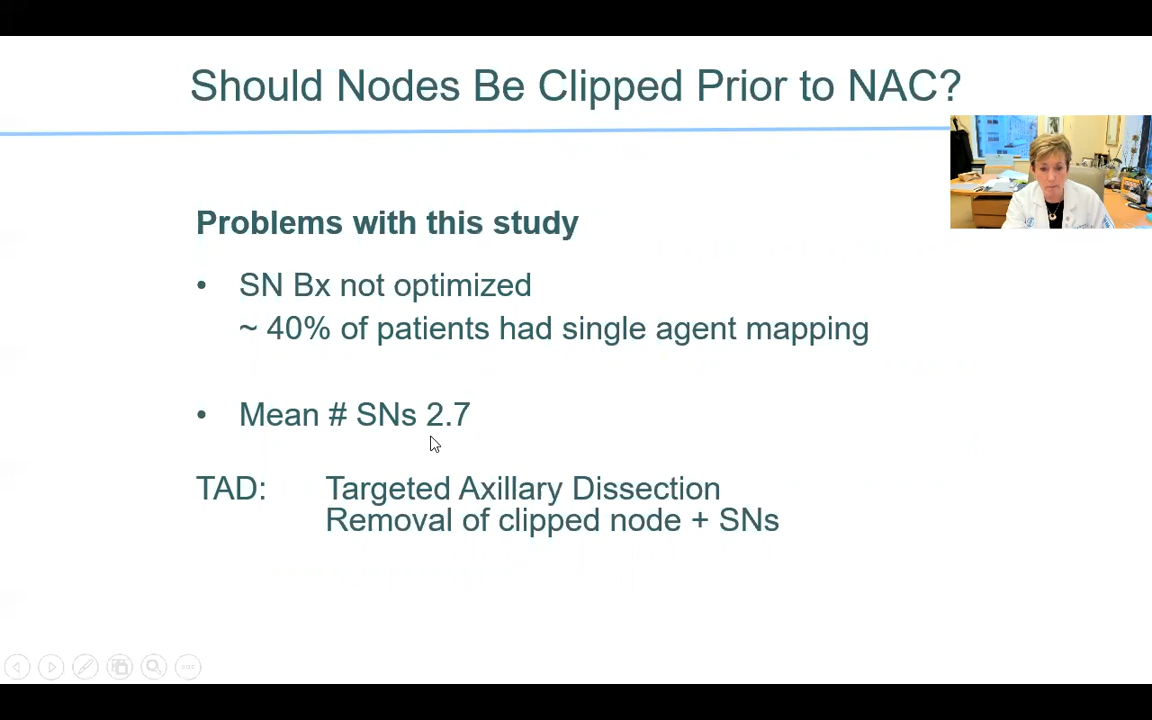 Should Nodes Be Clipped Prior to NAC?
Problems with this study
• SN Bx not optimized
~ 40% of patients had single agent mapping
• Mean # SNs 2.7
TAD: Targeted Axillary Dissection
Removal of clipped node + SNs